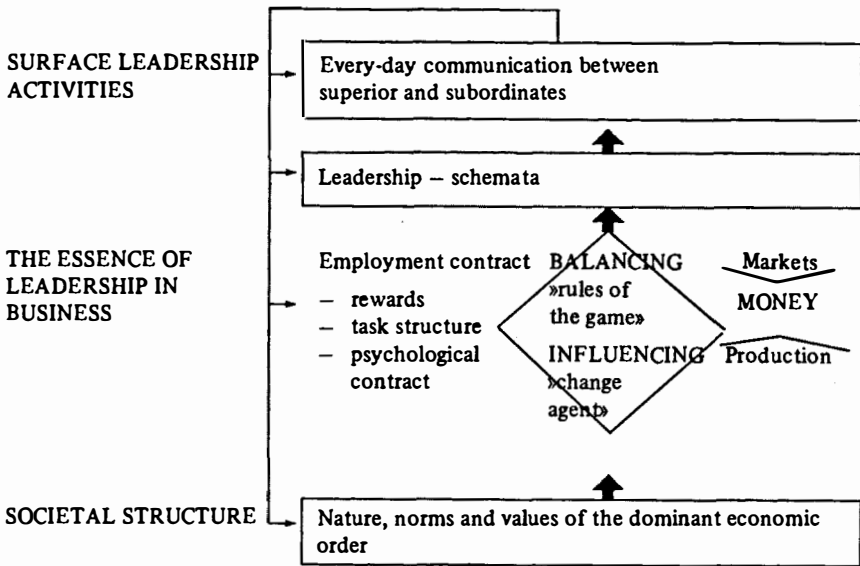 SURFACE LEADERSHIP
ACTIVITIES
Every-day communication between
superior and subordinates
Leadership – schemata
THE ESSENCE OF
LEADERSHIP IN
BUSINESS
Employment contract
– rewards
– task structure
– psychological
contract
BALANCING
»rules of
the game»
INFLUENCING
»change
agent»
Markets
MONEY
Production
SOCIETAL STRUCTURE
Nature, norms and values of the dominant economic
order